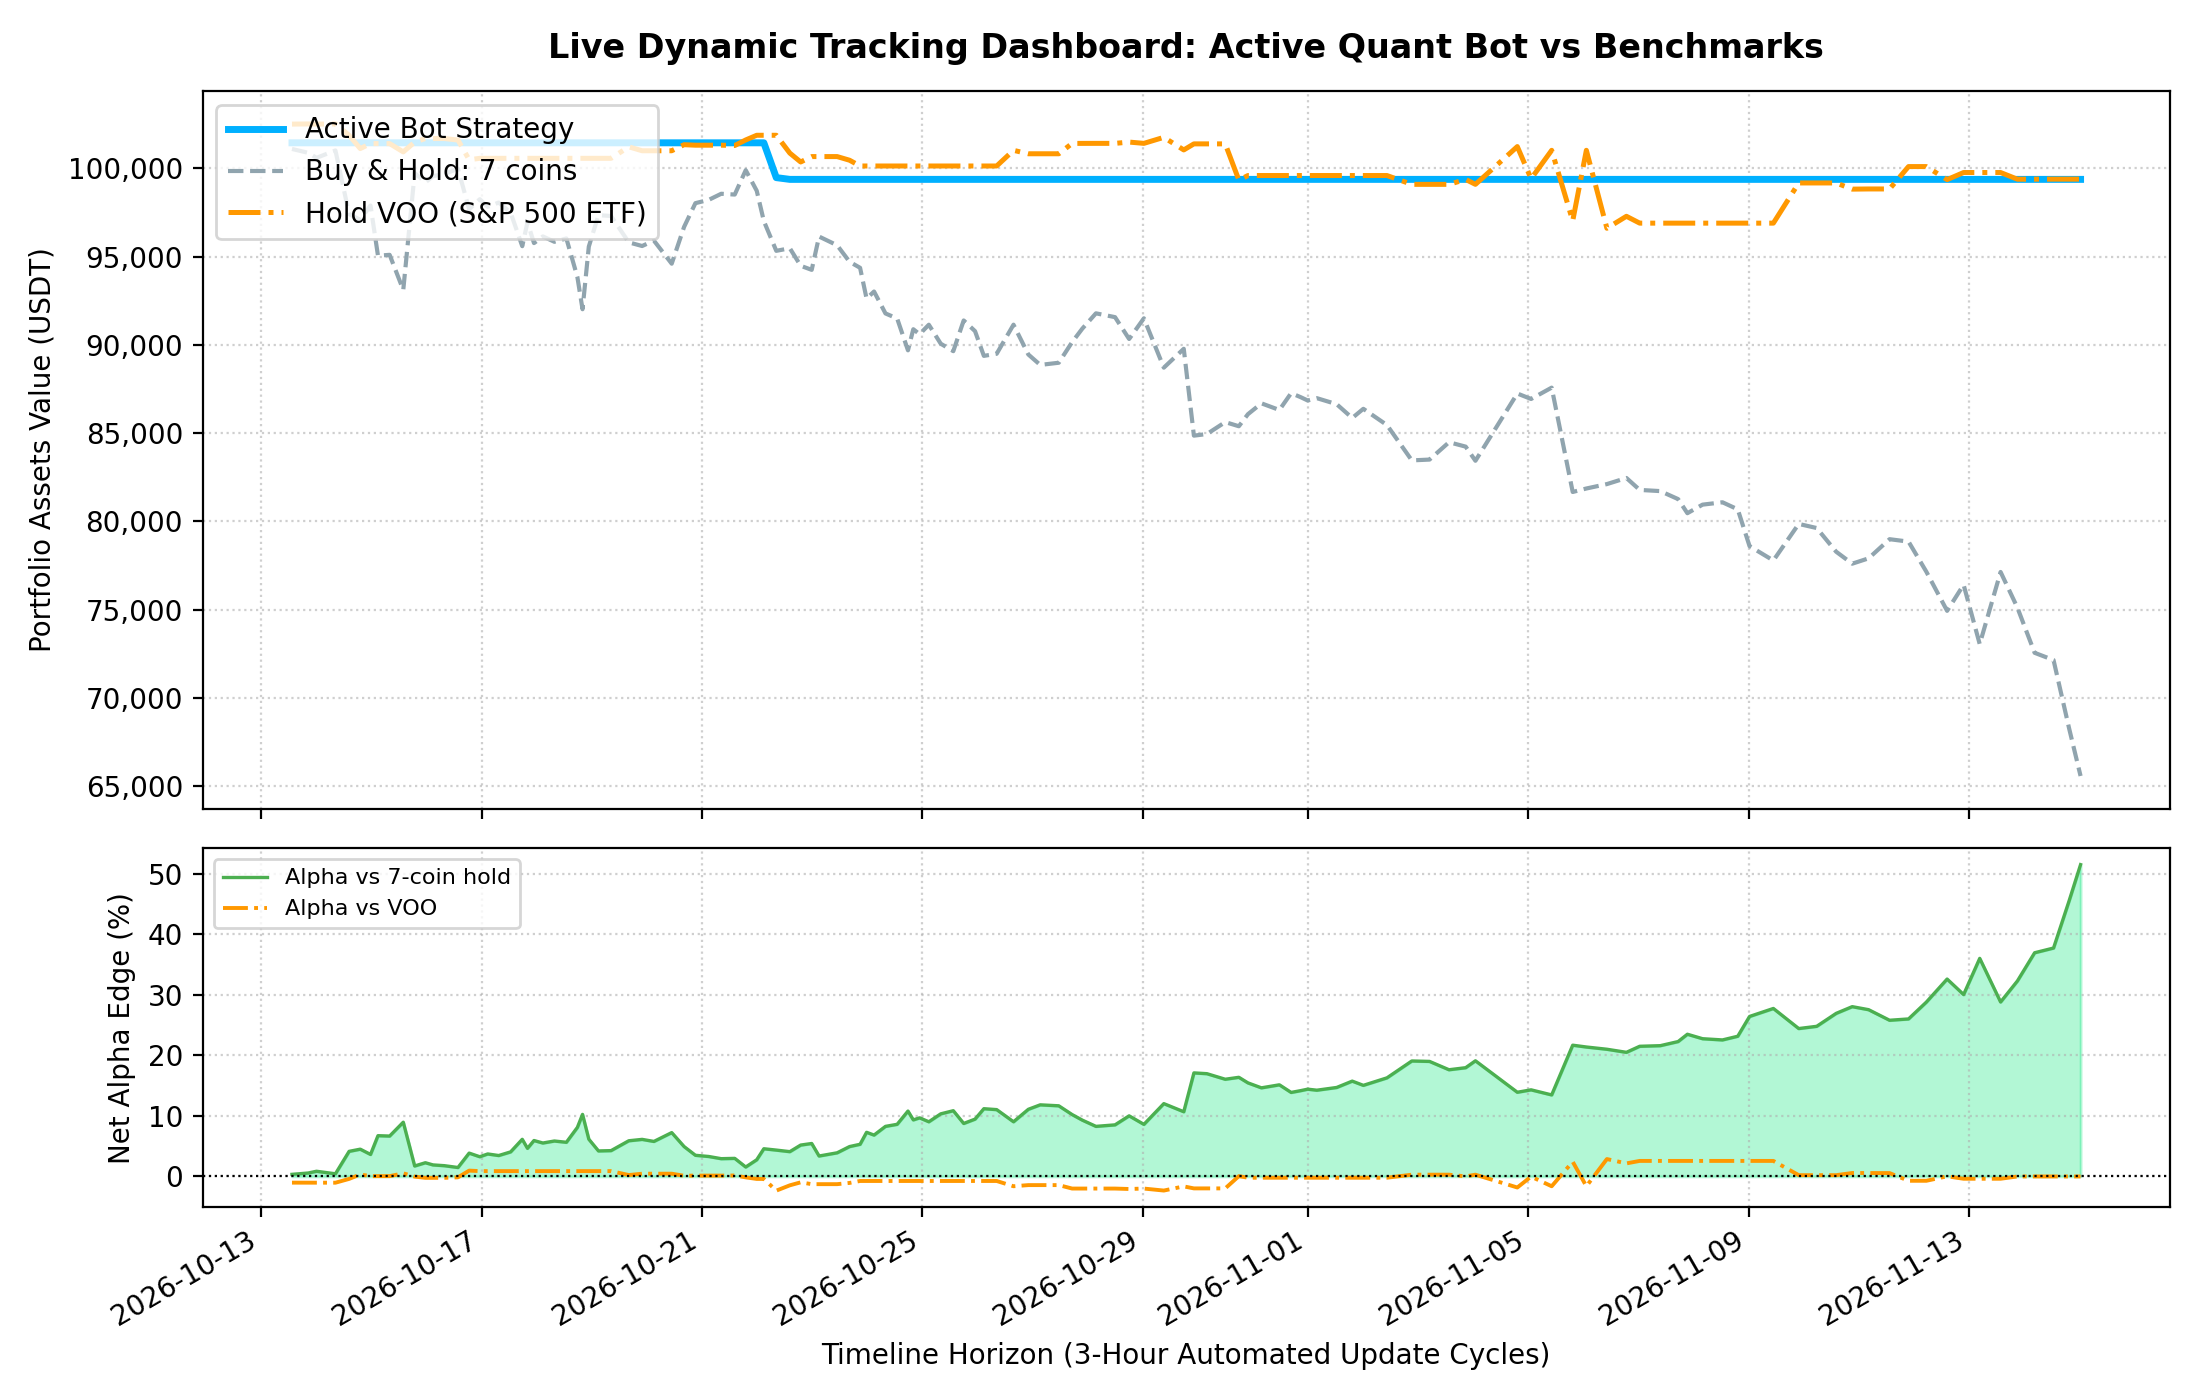 Live Dynamic Tracking Dashboard: Active Quant Bot vs Benchmarks
Active Bot Strategy
Buy & Hold: 7 coins
Hold VOO (S&P 500 ETF)
Portfolio Assets Value (USDT)
100,000
95,000
90,000
85,000
80,000
75,000
70,000
65,000
Alpha vs 7-coin hold
Alpha vs VOO
Net Alpha Edge (%)
50
40
30
20
10
0
2026-10-13
2026-10-17
2026-10-21
2026-10-25
2026-10-29
2026-11-01
2026-11-05
2026-11-09
2026-11-13
Timeline Horizon (3-Hour Automated Update Cycles)